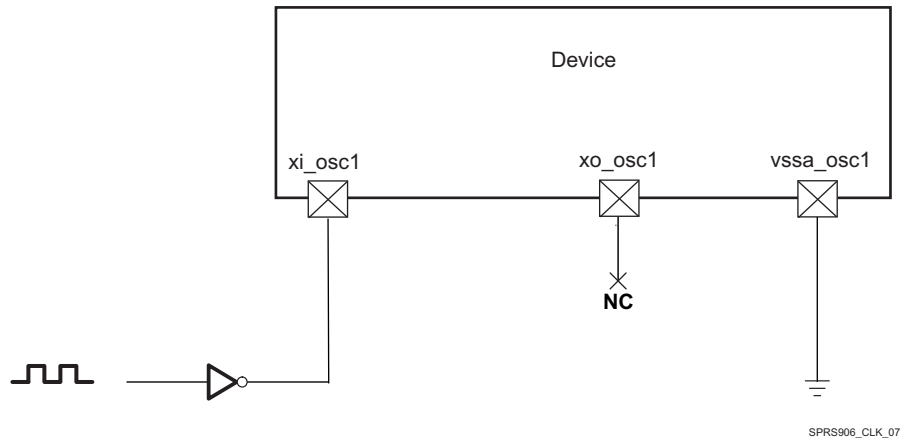 Device
xi_osc1
xo_osc1
vssa_osc1
NC
SPRS906_CLK_07